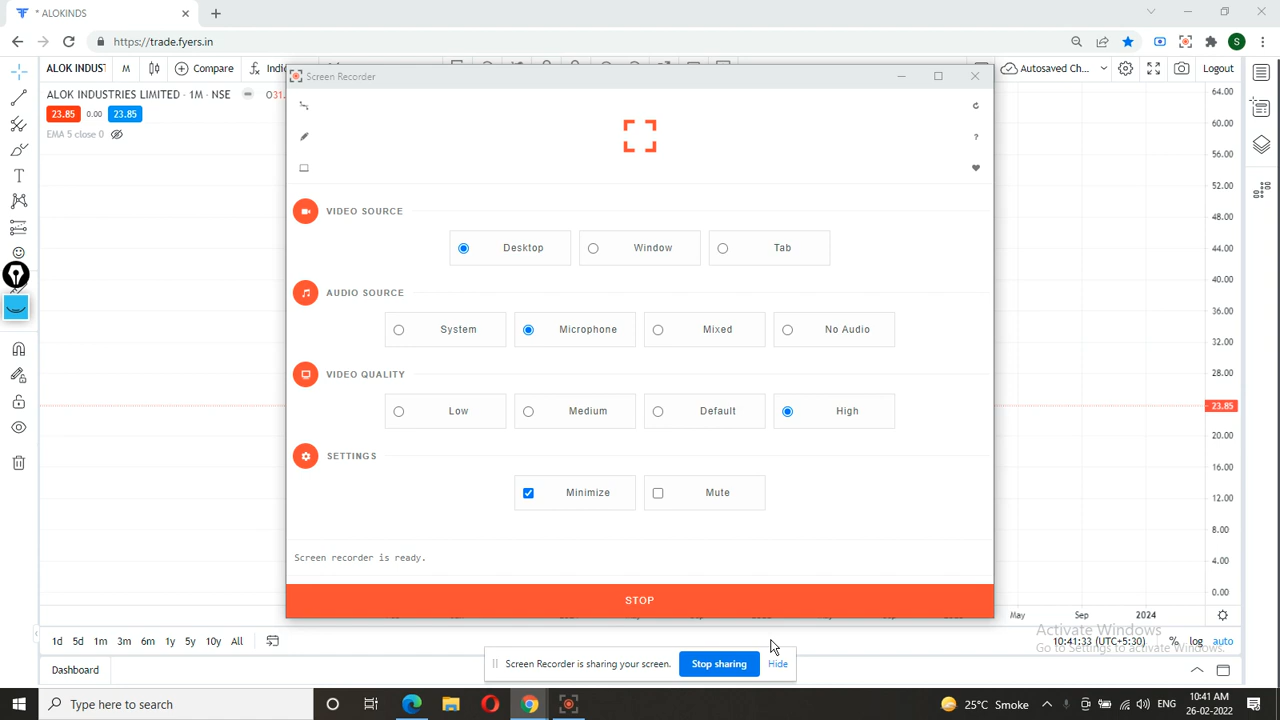 * ALOKINDS
https://trade.fyers.in
ALOK INDUST
M
Compare
Indi
Autosaved Ch...
Logout
Screen Recorder
ALOK INDUSTRIES LIMITED · 1M · NSE
O31.
23.85
0.00
23.85
EMA 5 close 0
64.00
60.00
56.00
52.00
48.00
44.00
40.00
36.00
32.00
28.00
23.85
20.00
16.00
12.00
8.00
4.00
0.00
?
VIDEO SOURCE
Desktop
Window
Tab
AUDIO SOURCE
System
Microphone
Mixed
No Audio
VIDEO QUALITY
Low
Medium
Default
High
SETTINGS
Minimize
Mute
Screen recorder is ready.
STOP
May
Sep
2024
1d 5d 1m 3m 6m 1y 5y 10y All
10:41:33 (UTC+5:30)
% log auto
Activate Windows
Go to Settings to activate Windows.
Screen Recorder is sharing your screen.
Stop sharing
Hide
Dashboard
S
Type here to search
25°C Smoke
ENG
10:41 AM
26-02-2022